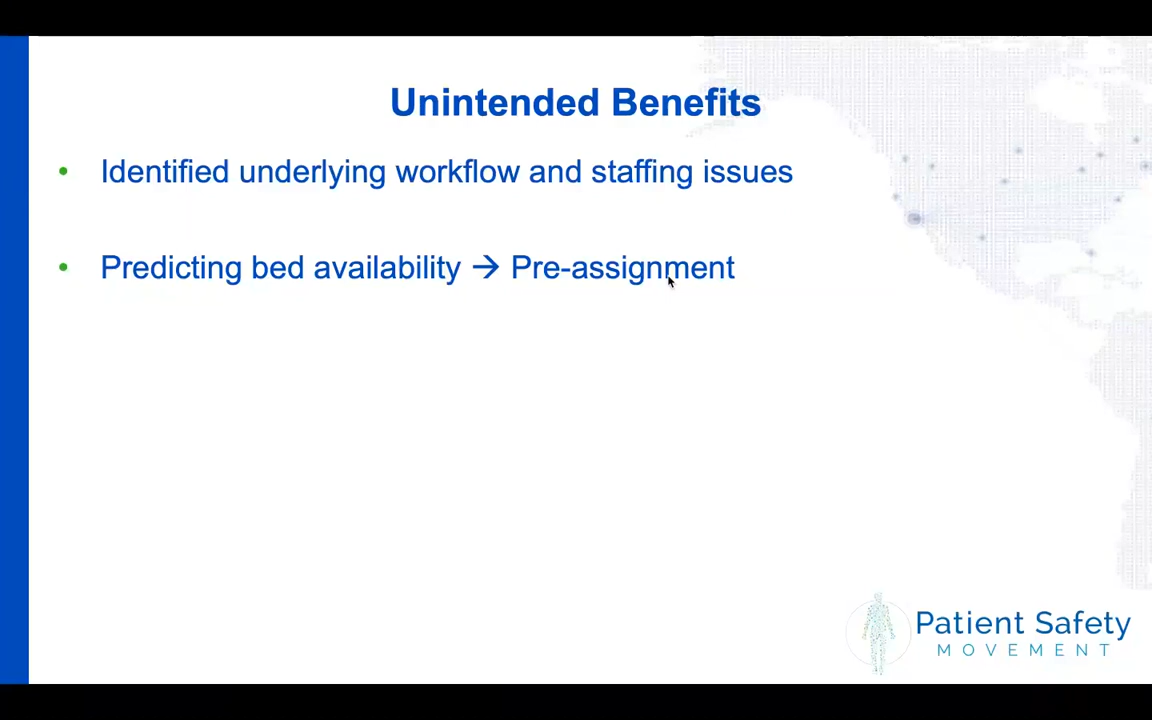 Unintended Benefits
• Identified underlying workflow and staffing issues
• Predicting bed availability → Pre-assignment
Patient Safety
MOVEMENT